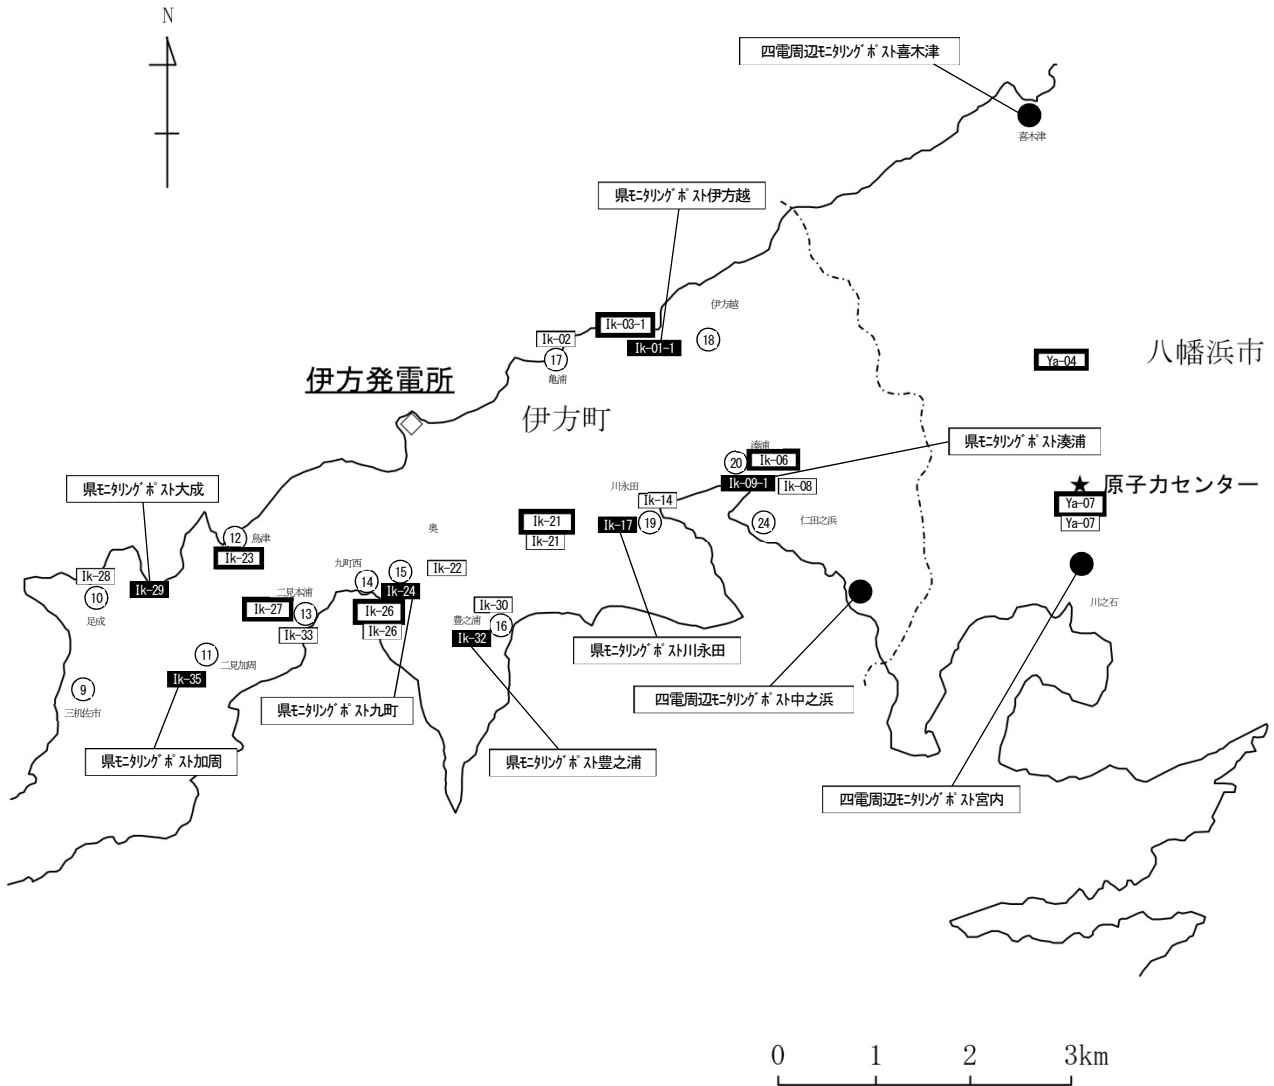 N
四電周辺ﾓﾆﾀﾘﾝｸﾞﾎﾟｽﾄ喜木津
喜木津
県ﾓﾆﾀﾘﾝｸﾞﾎﾟｽﾄ伊方越
伊方越
Ik-03-1
Ik-02
Ik-01-1
18
17
亀浦
Ya-04
八幡浜市
伊方発電所
伊方町
県ﾓﾆﾀﾘﾝｸﾞﾎﾟｽﾄ湊浦
湊浦
20
Ik-06
Ik-09-1
Ik-08
★ 原子力センター
Ya-07
Ya-07
県ﾓﾆﾀﾘﾝｸﾞﾎﾟｽﾄ大成
川永田
Ik-14
Ik-21
Ik-21
Ik-17
19
24
仁田之浜
奥
12
鳥津
Ik-23
九町西
15
14
Ik-22
Ik-24
Ik-28
10
足成
Ik-29
二見本浦
Ik-27
13
Ik-33
Ik-26
Ik-26
Ik-30
豊之浦
16
Ik-32
川之石
11
二見加周
Ik-35
9
三机佐市
県ﾓﾆﾀﾘﾝｸﾞﾎﾟｽﾄ川永田
四電周辺ﾓﾆﾀﾘﾝｸﾞﾎﾟｽﾄ中之浜
県ﾓﾆﾀﾘﾝｸﾞﾎﾟｽﾄ九町
県ﾓﾆﾀﾘﾝｸﾞﾎﾟｽﾄ加周
県ﾓﾆﾀﾘﾝｸﾞﾎﾟｽﾄ豊之浦
四電周辺ﾓﾆﾀﾘﾝｸﾞﾎﾟｽﾄ宮内
0 1 2 3km